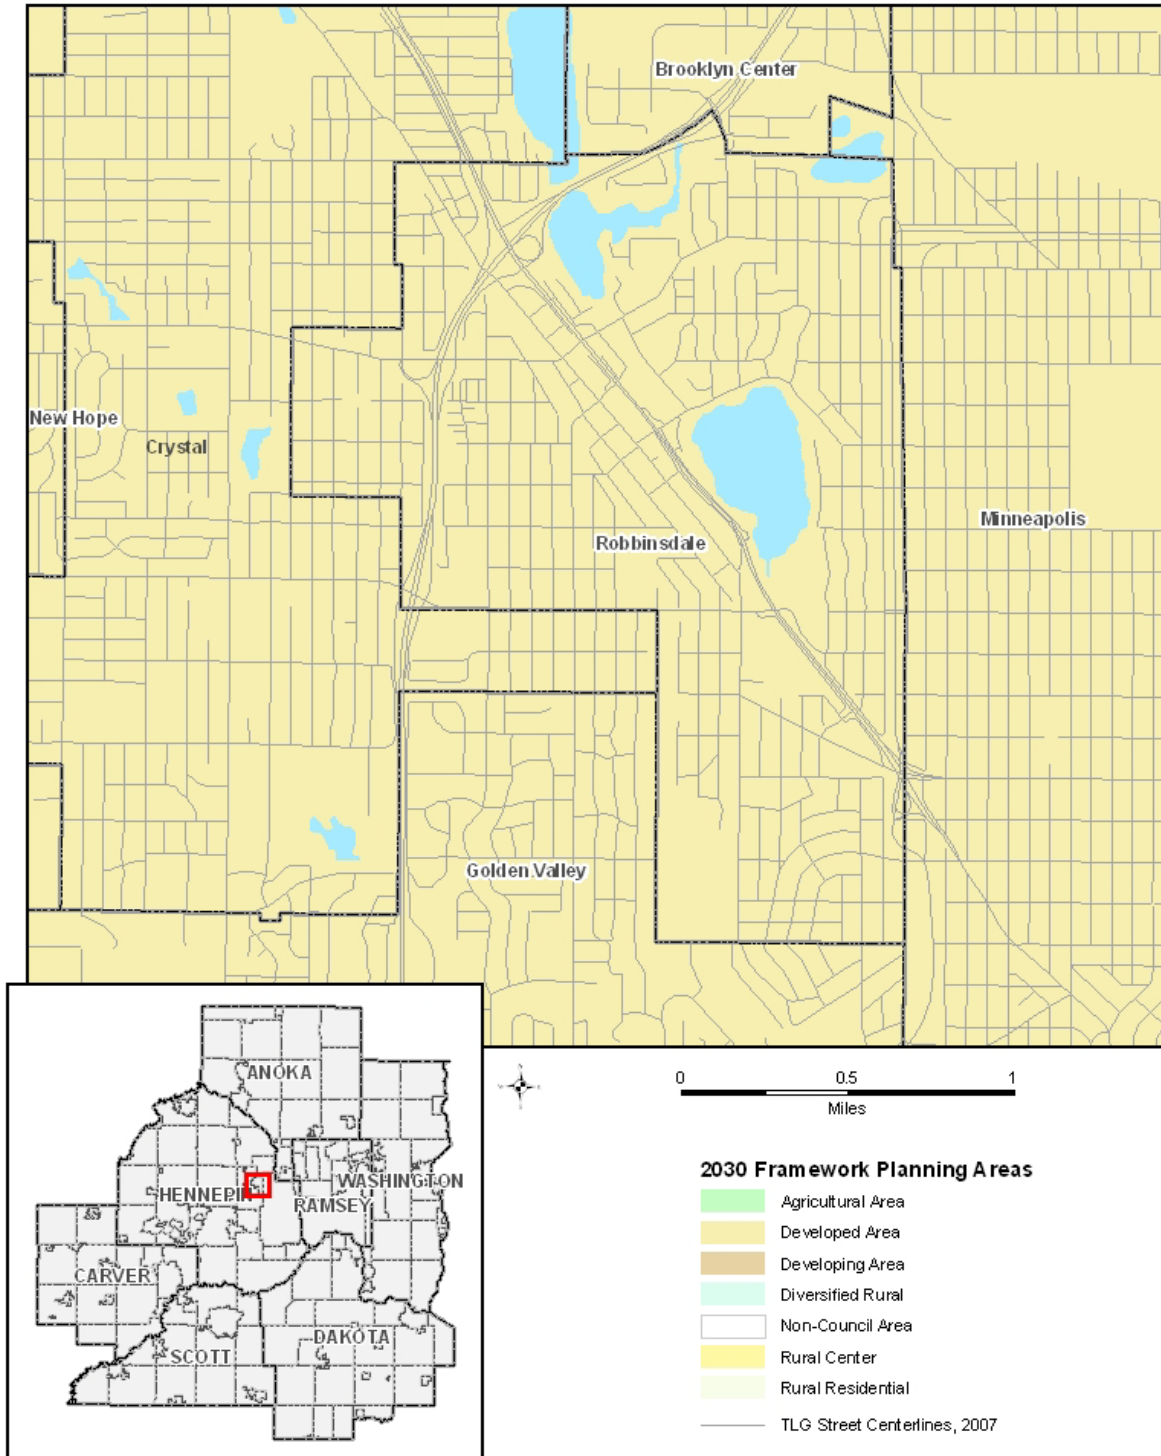 Brooklyn Center
New Hope
Crystal
Minneapolis
Robbinsdale
Golden Valley
ANOKA
WASHINGTON
HENNEPIN
RAMSEY
CARVER
DAKOTA
SCOTT
0 0.5 1
Miles
2030 Framework Planning Areas
Agricultural Area
Developed Area
Developing Area
Diversified Rural
Non-Council Area
Rural Center
Rural Residential
TLG Street Centerlines, 2007